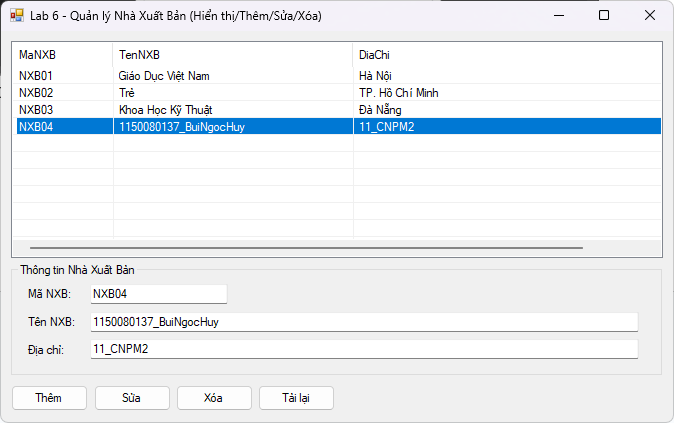 Lab 6 - Quản lý Nhà Xuất Bản (Hiển thị/Thêm/Sửa/Xóa)
MaNXB TenNXB DiaChi
NXB01 Giáo Dục Việt Nam Hà Nội
NXB02 Trẻ TP. Hồ Chí Minh
NXB03 Khoa Học Kỹ Thuật Đà Nẵng
NXB04 1150080137_BuiNgocHuy 11_CNPM2
Thông tin Nhà Xuất Bản
Mã NXB: NXB04
Tên NXB: 1150080137_BuiNgocHuy
Địa chỉ: 11_CNPM2
Thêm Sửa Xóa Tải lại